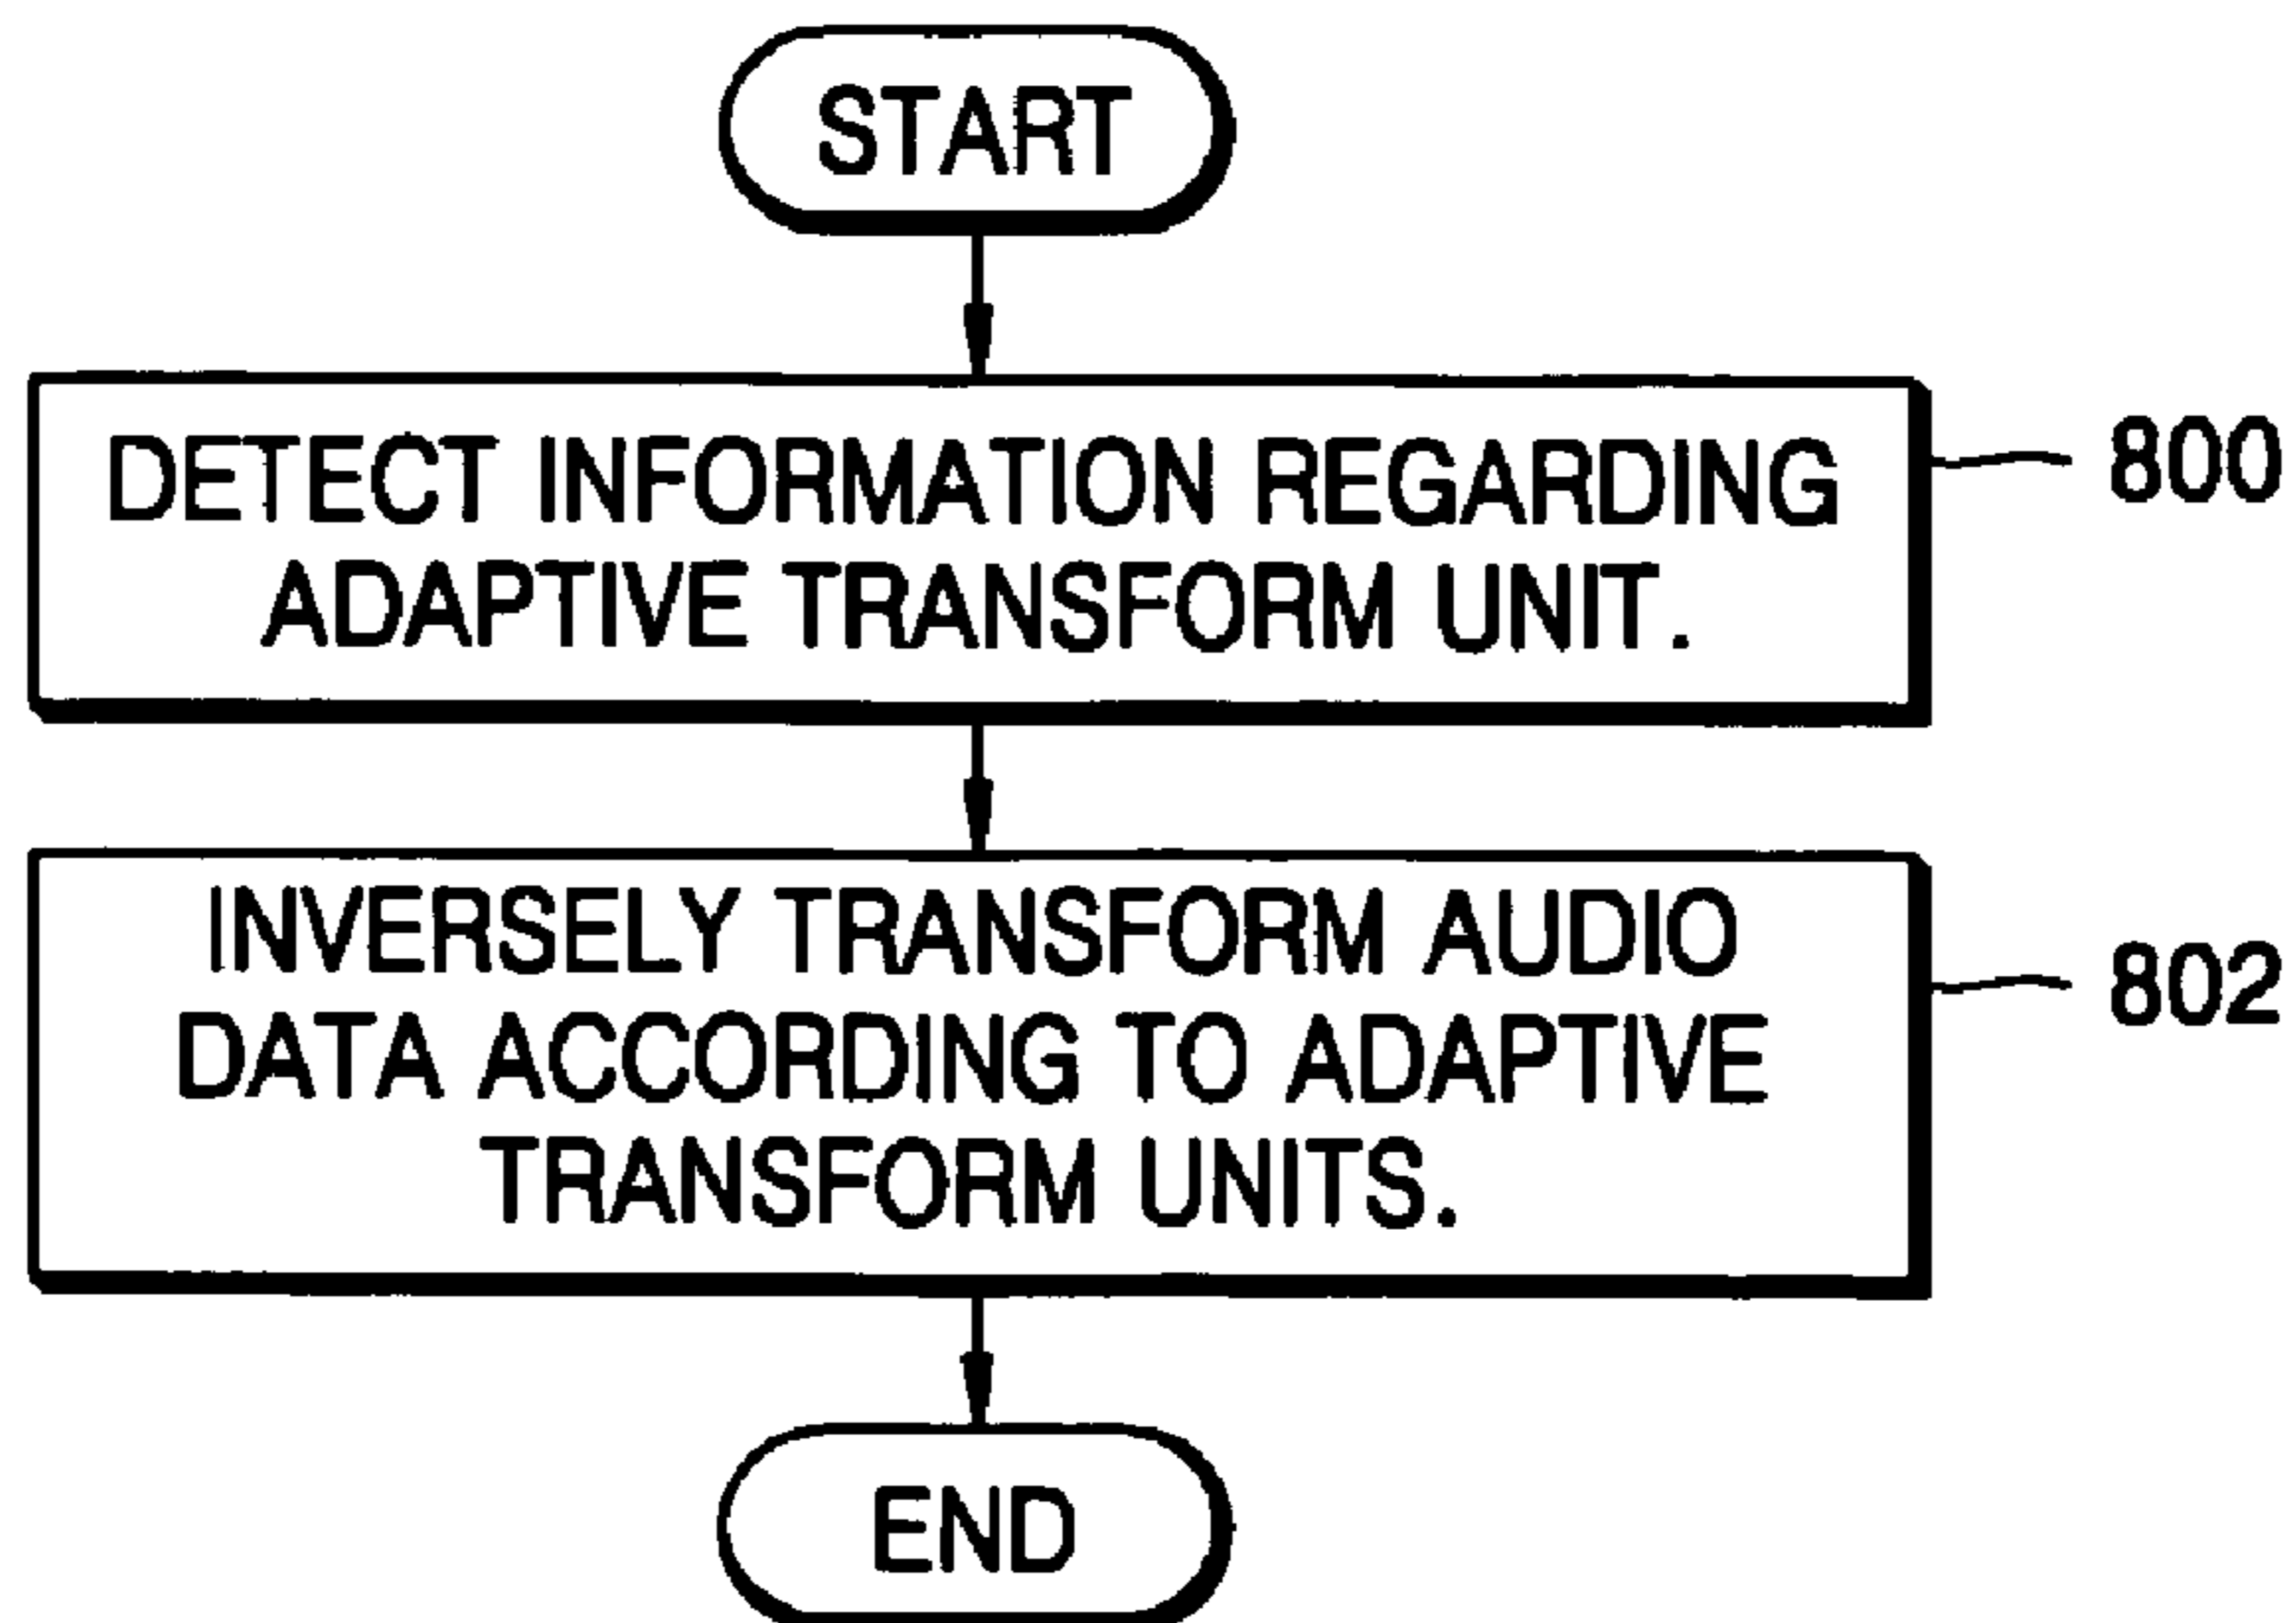 START
DETECT INFORMATION REGARDING
ADAPTIVE TRANSFORM UNIT.
800
INVERSELY TRANSFORM AUDIO
DATA ACCORDING TO ADAPTIVE
TRANSFORM UNITS.
802
END